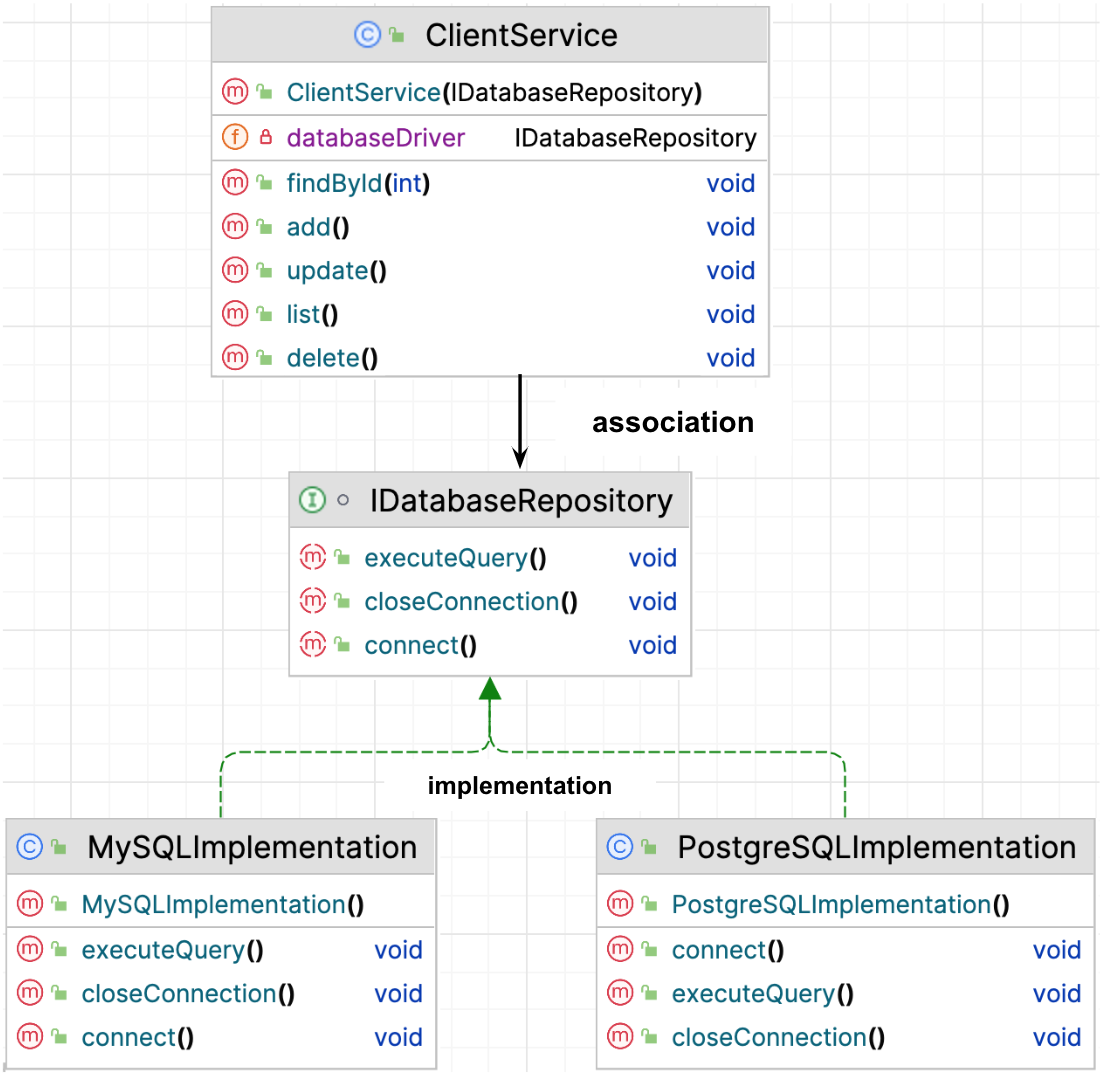 © ClientService
m ClientService(IDatabaseRepository)
f databaseDriver IDatabaseRepository
m findById(int) void
m add() void
m update() void
m list() void
m delete() void
association
I IDatabaseRepository
m executeQuery() void
m closeConnection() void
m connect() void
implementation
© MySQLImplementation
m MySQLImplementation()
m executeQuery() void
m closeConnection() void
m connect() void
© PostgreSQLImplementation
m PostgreSQLImplementation()
m connect() void
m executeQuery() void
m closeConnection() void